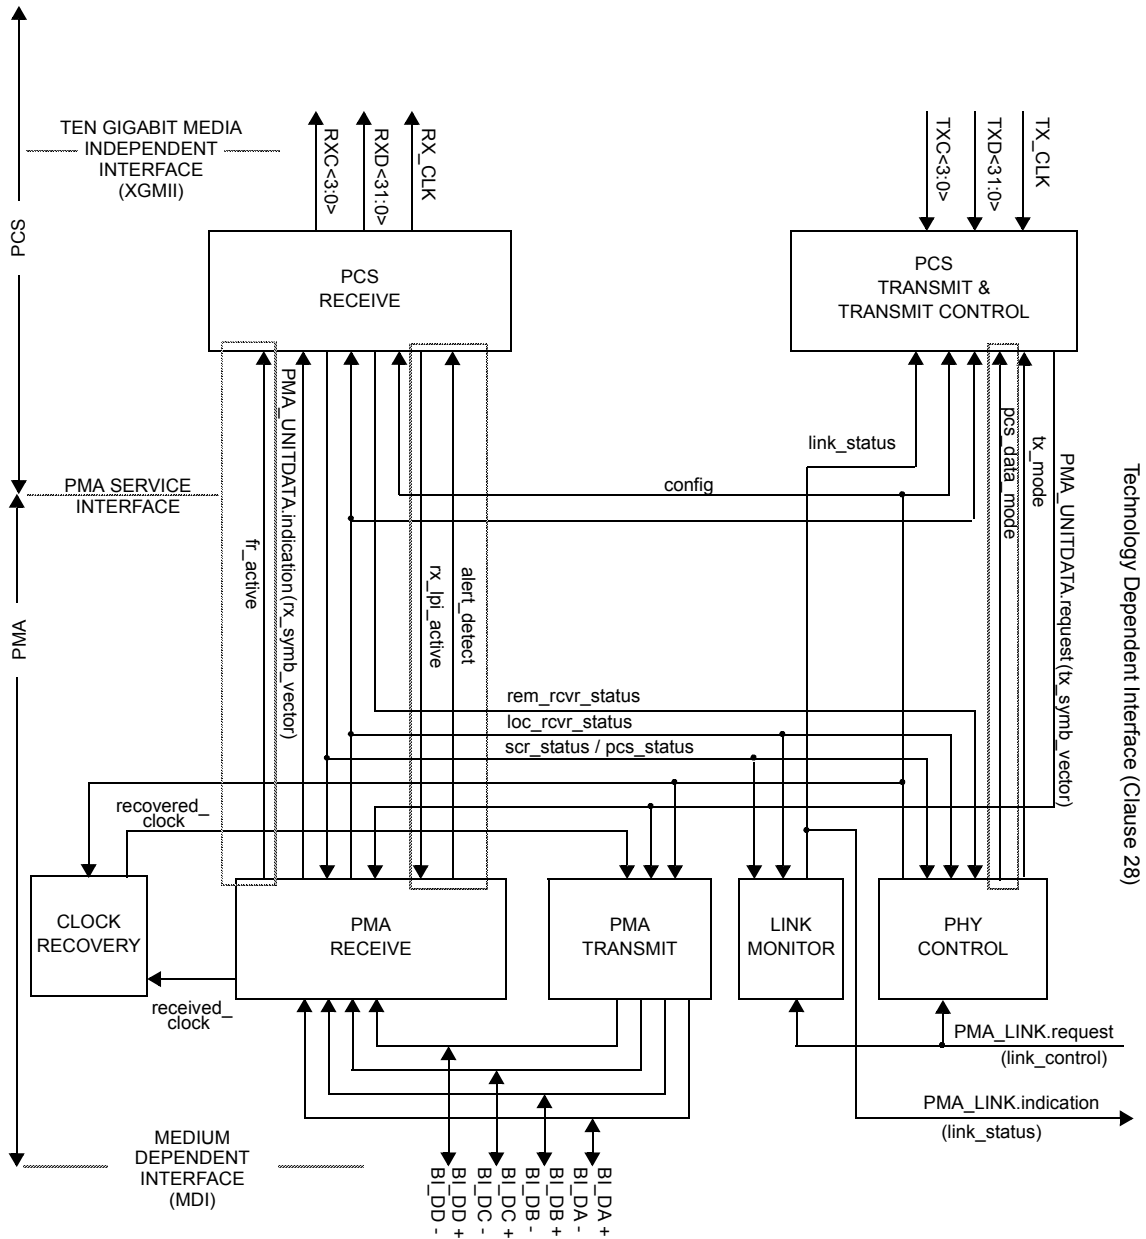 TEN GIGABIT MEDIA
INDEPENDENT
INTERFACE
(XGMII)
RXC<3:0>
RXD<31:0>
RX_CLK
TXC<3:0>
TXD<31:0>
TX_CLK
PCS
PCS
RECEIVE
PCS
TRANSMIT &
TRANSMIT CONTROL
link_status
config
PMA SERVICE
INTERFACE
fr_active
PMA_UNITDATA.indication (rx_symb_vector)
rx_lpi_active
alert_detect
pcs_data_mode
tx_mode
PMA_UNITDATA.request (tx_symb_vector)
Technology Dependent Interface (Clause 28)
PMA
rem_rcvr_status
loc_rcvr_status
scr_status / pcs_status
recovered_
clock
CLOCK
RECOVERY
PMA
RECEIVE
PMA
TRANSMIT
LINK
MONITOR
PHY
CONTROL
received_
clock
PMA_LINK.request
(link_control)
PMA_LINK.indication
(link_status)
MEDIUM
DEPENDENT
INTERFACE
(MDI)
BI_DD -
BI_DD +
BI_DC -
BI_DC +
BI_DB -
BI_DB +
BI_DA -
BI_DA +